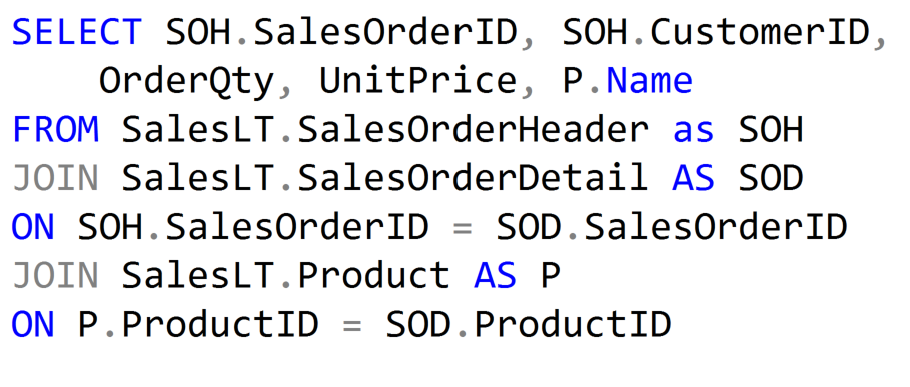 SELECT SOH.SalesOrderID, SOH.CustomerID,
OrderQty, UnitPrice, P.Name
FROM SalesLT.SalesOrderHeader as SOH
JOIN SalesLT.SalesOrderDetail AS SOD
ON SOH.SalesOrderID = SOD.SalesOrderID
JOIN SalesLT.Product AS P
ON P.ProductID = SOD.ProductID